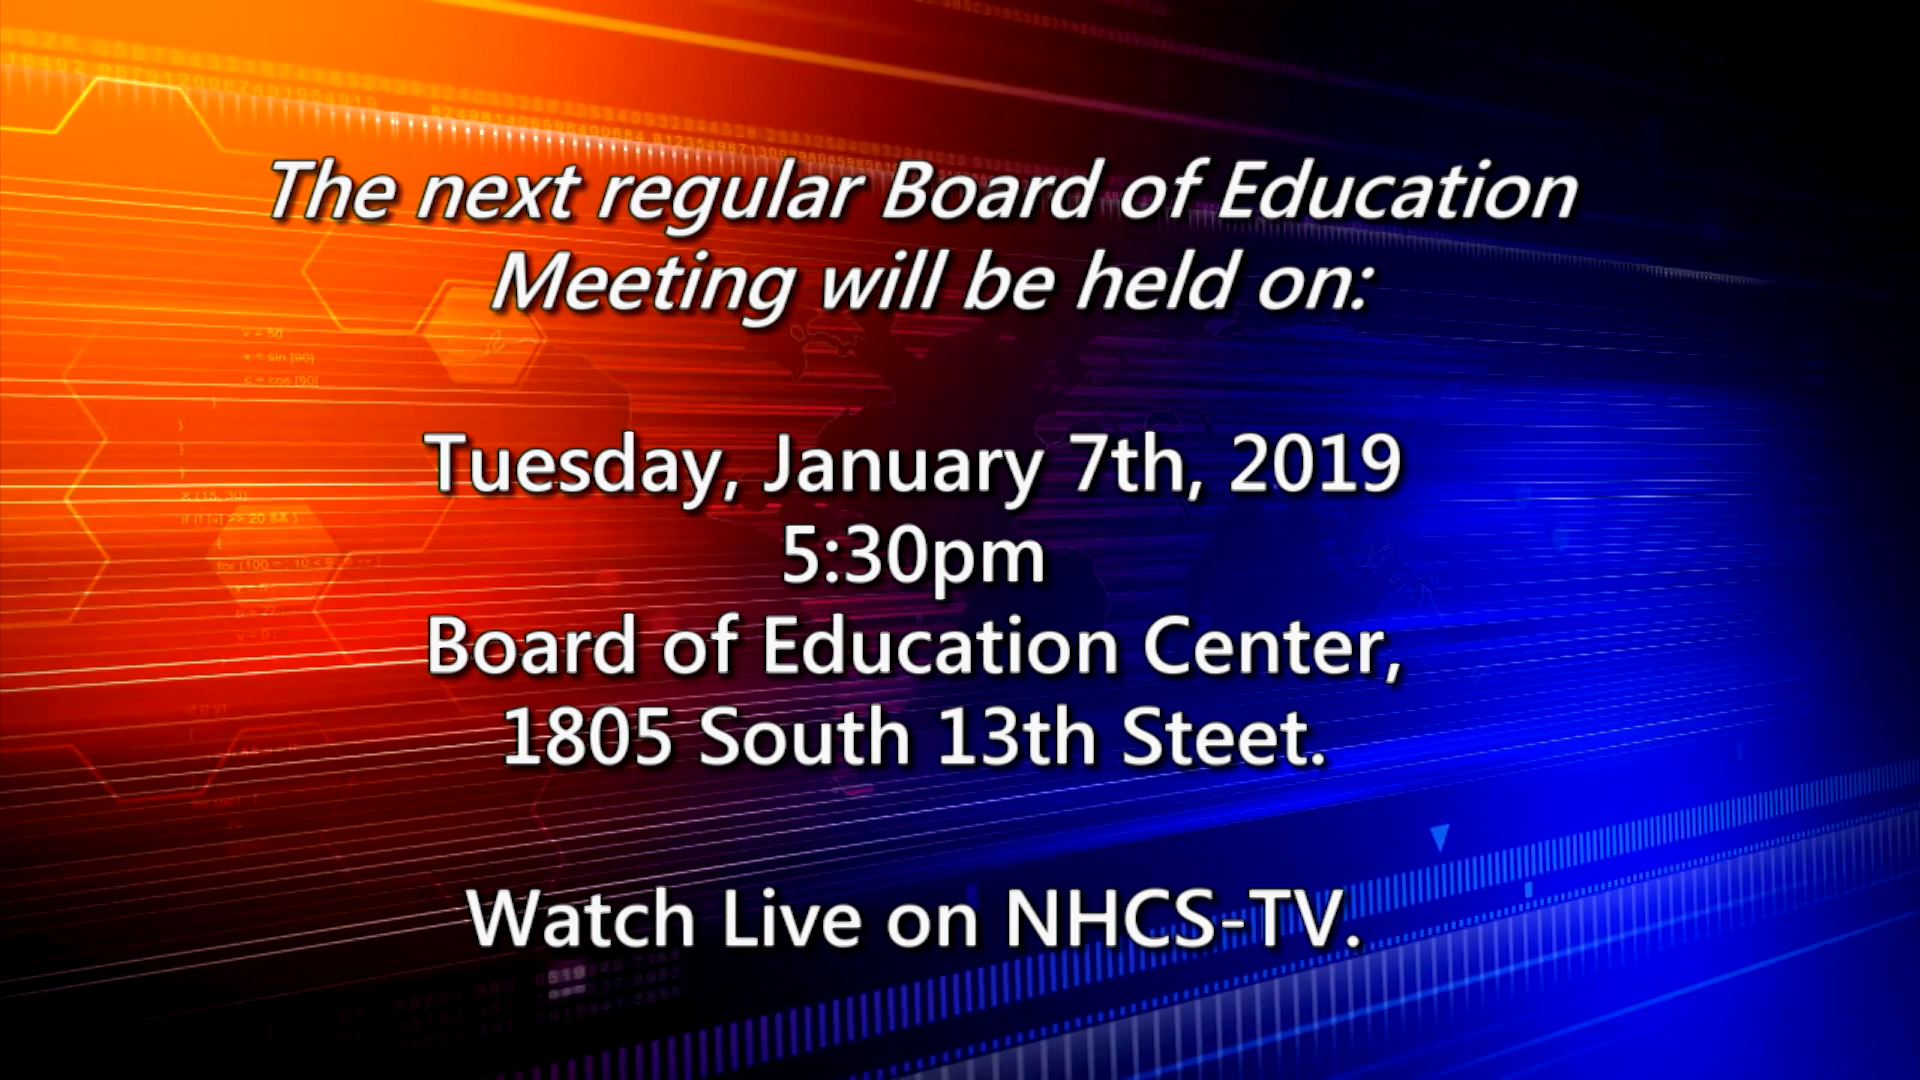 The next regular Board of Education
Meeting will be held on:
Tuesday, January 7th, 2019
5:30pm
Board of Education Center,
1805 South 13th Steet.
Watch Live on NHCS-TV.